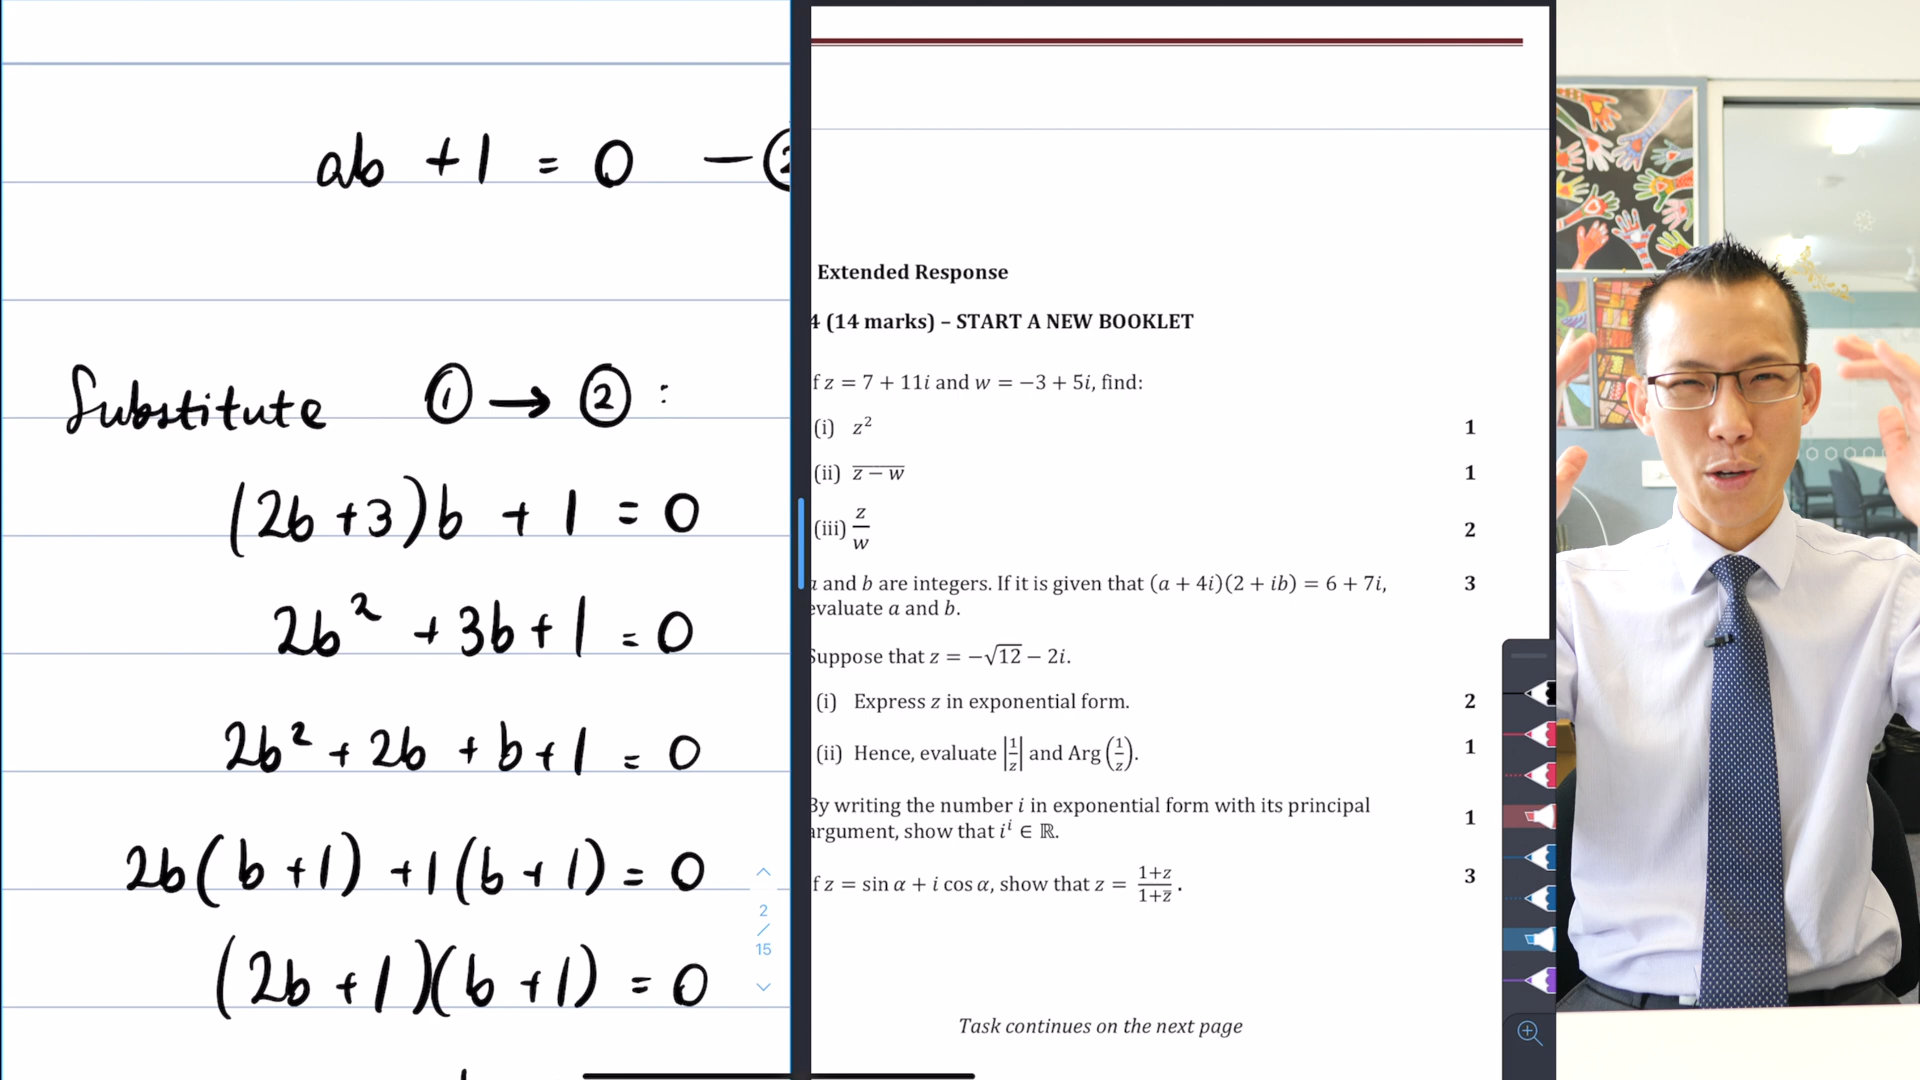 ab + 1 = 0 — ②
Substitute ① → ② :
(2b + 3)b + 1 = 0
2b² + 3b + 1 = 0
2b² + 2b + b + 1 = 0
2b(b + 1) + 1(b + 1) = 0
(2b + 1)(b + 1) = 0
2
/
15
Extended Response
4 (14 marks) – START A NEW BOOKLET
f z = 7 + 11i and w = −3 + 5i, find:
(i) z² 1
(ii) \overline{z − w} 1
(iii) z/w 2
a and b are integers. If it is given that (a + 4i)(2 + ib) = 6 + 7i, 3
evaluate a and b.
Suppose that z = −√12 − 2i.
(i) Express z in exponential form. 2
(ii) Hence, evaluate |1/z| and Arg (1/z). 1
By writing the number i in exponential form with its principal 1
argument, show that iⁱ ∈ ℝ.
f z = sin α + i cos α, show that z = (1+z)/(1+z̄) . 3
Task continues on the next page